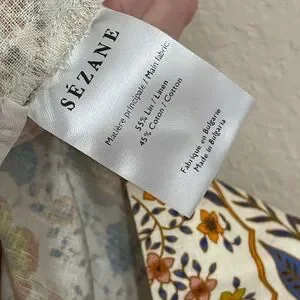 SÉZANE
Matière principale / Main fabric:
55% Lin / Linen
45% Coton / Cotton
Fabriqué en Bulgarie
Made in Bulgaria